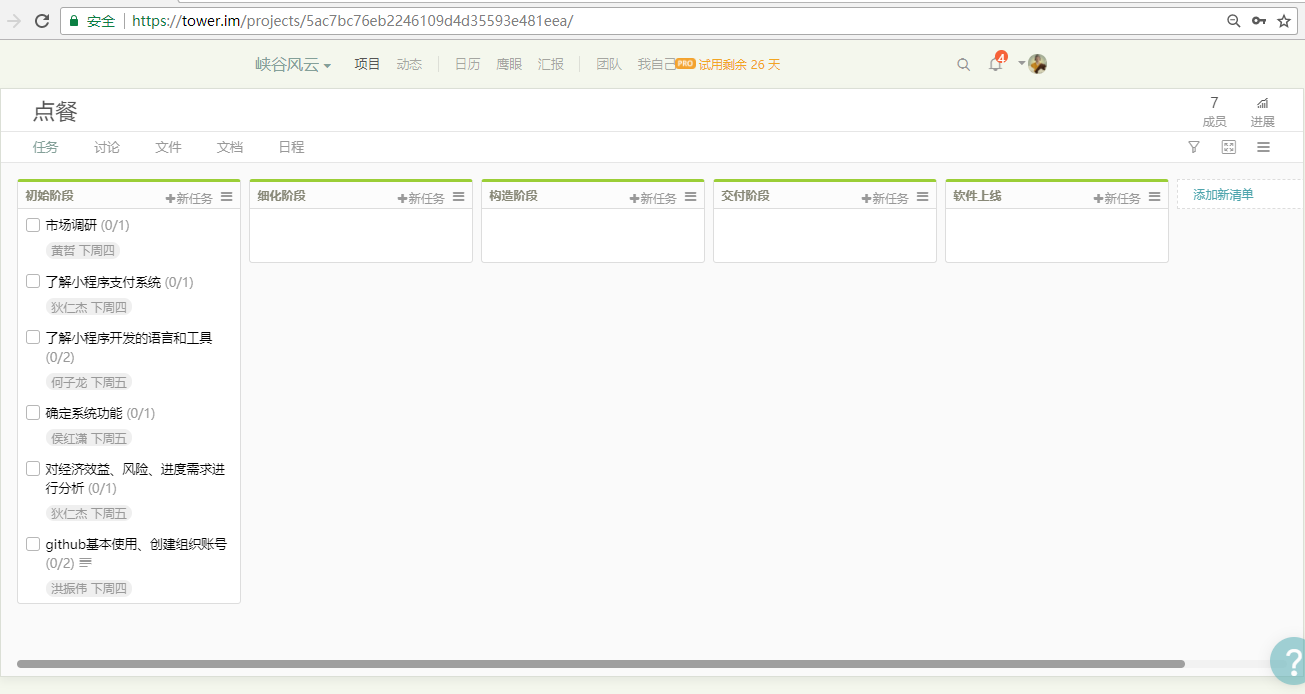 安全 https://tower.im/projects/5ac7bc76eb2246109d4d35593e481eea/
峡谷风云 项目 动态 日历 鹰眼 汇报 团队 我自己 PRO 试用剩余 26 天 4
点餐 7 成员 进展
任务 讨论 文件 文档 日程
初始阶段 +新任务
市场调研 (0/1)
黄哲 下周四
了解小程序支付系统 (0/1)
狄仁杰 下周四
了解小程序开发的语言和工具
(0/2)
何子龙 下周五
确定系统功能 (0/1)
侯红潇 下周五
对经济效益、风险、进度需求进
行分析 (0/1)
狄仁杰 下周五
github基本使用、创建组织账号
(0/2)
洪振伟 下周四
细化阶段 +新任务
构造阶段 +新任务
交付阶段 +新任务
软件上线 +新任务
添加新清单
?